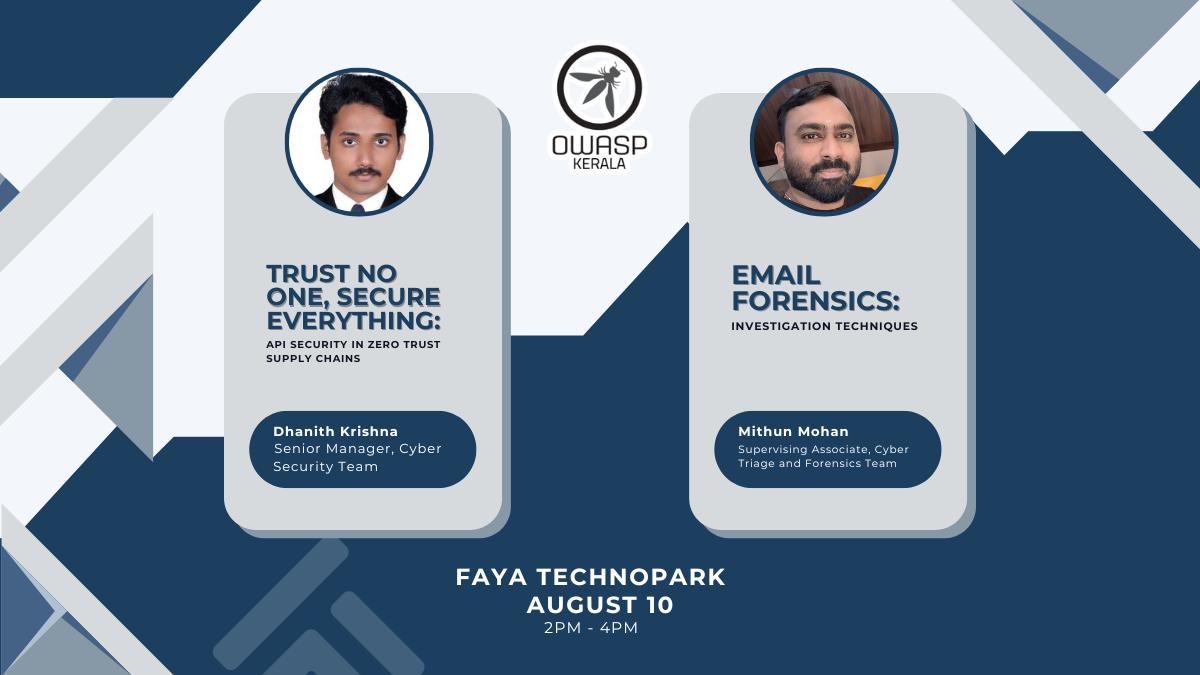 OWASP
KERALA
TRUST NO
ONE, SECURE
EVERYTHING:
API SECURITY IN ZERO TRUST
SUPPLY CHAINS
Dhanith Krishna
Senior Manager, Cyber
Security Team
EMAIL
FORENSICS:
INVESTIGATION TECHNIQUES
Mithun Mohan
Supervising Associate, Cyber
Triage and Forensics Team
FAYA TECHNOPARK
AUGUST 10
2PM - 4PM